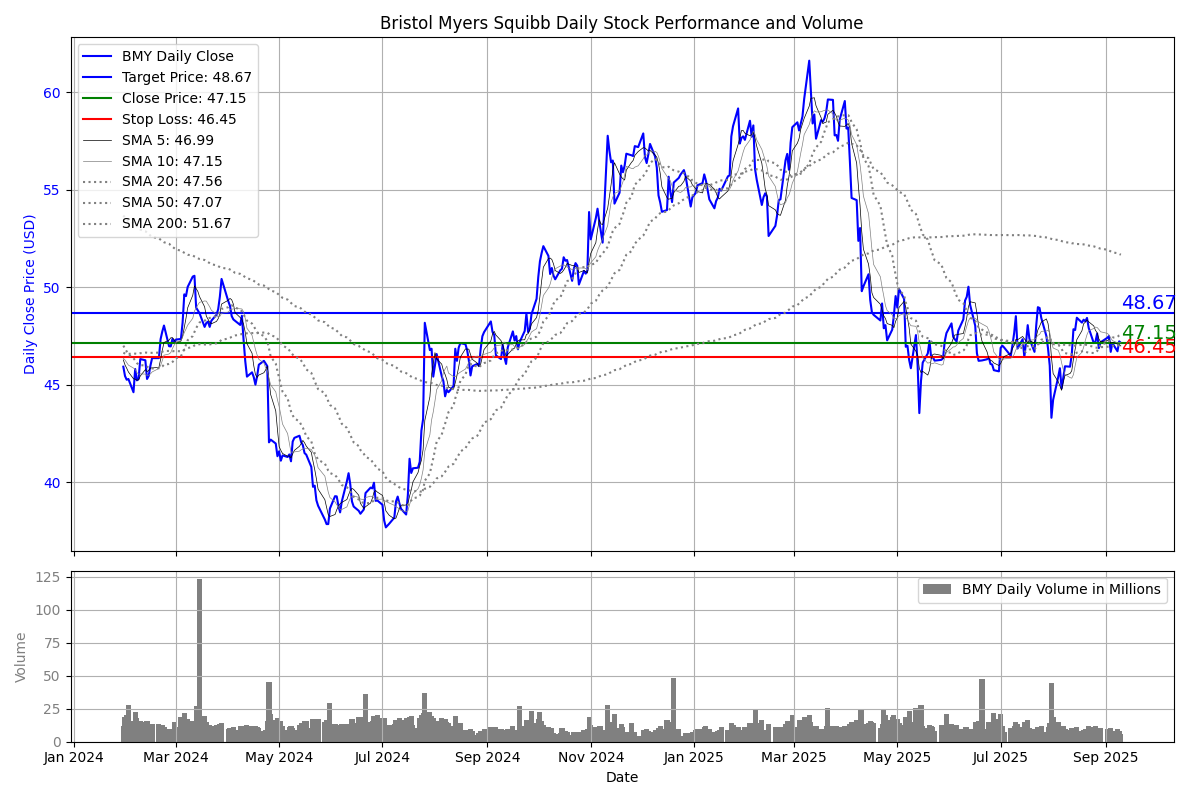 Bristol Myers Squibb Daily Stock Performance and Volume
BMY Daily Close
Target Price: 48.67
Close Price: 47.15
Stop Loss: 46.45
SMA 5: 46.99
SMA 10: 47.15
SMA 20: 47.56
SMA 50: 47.07
SMA 200: 51.67
Daily Close Price (USD)
60
55
50
45
40
48.67
47.15
46.45
BMY Daily Volume in Millions
Volume
125
100
75
50
25
0
Jan 2024 Mar 2024 May 2024 Jul 2024 Sep 2024 Nov 2024 Jan 2025 Mar 2025 May 2025 Jul 2025 Sep 2025
Date